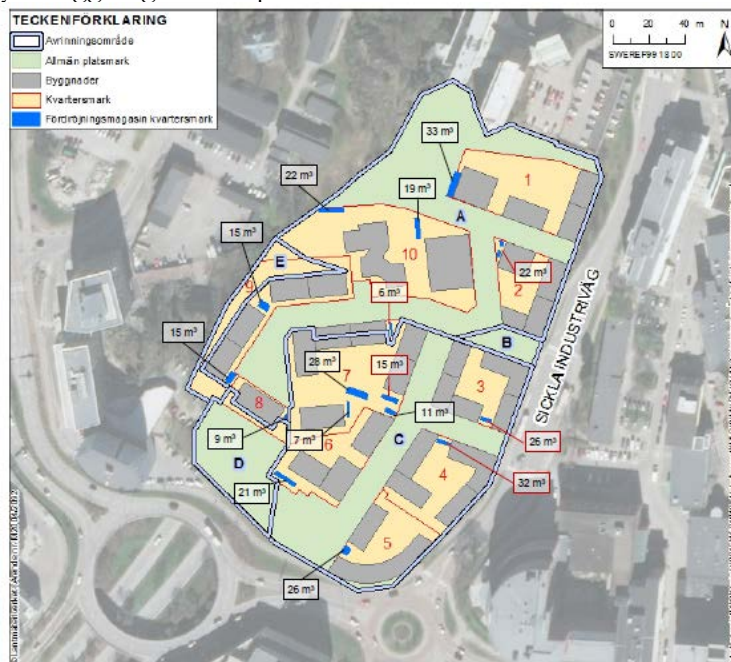 TECKENFÖRKLARING
Avrinningsområde
Allmän platsmark
Byggnader
Kvartersmark
Fördröjningsmagasin kvartersmark
0 20 40 m N
SWEREF99 18 00
33 m³
1
22 m³
19 m³
A
15 m³
10
E
22 m³
2
9
6 m³
SICKLA INDUSTRIVÄG
B
15 m³
28 m³
15 m³
7
3
8
11 m³
9 m³
7 m³
6
C
26 m³
D
4
21 m³
32 m³
5
26 m³